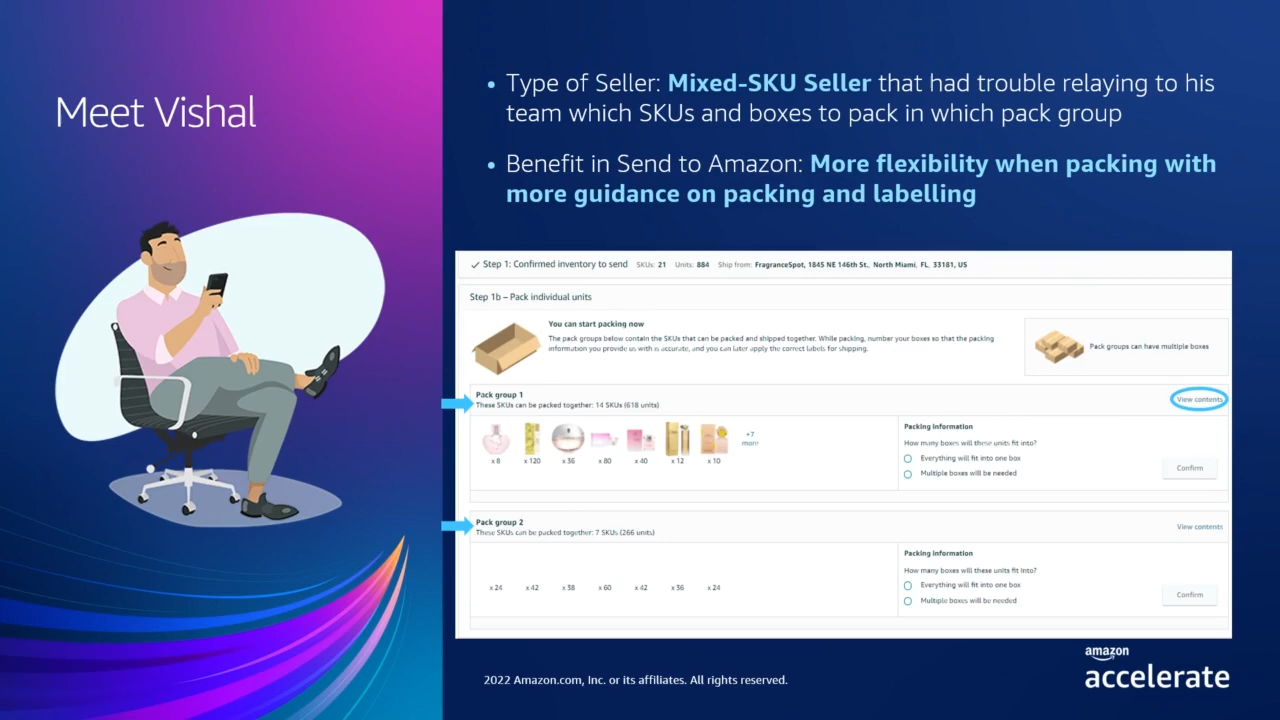 Meet Vishal
• Type of Seller: Mixed-SKU Seller that had trouble relaying to his
team which SKUs and boxes to pack in which pack group
• Benefit in Send to Amazon: More flexibility when packing with
more guidance on packing and labelling
Step 1: Confirmed inventory to send SKUs: 21 Units: 884 Ship from: FragranceSpot, 1845 NE 146th St., North Miami, FL, 33181, US
Step 1b – Pack individual units
You can start packing now
The pack groups below contain the SKUs that can be packed and shipped together. While packing, number your boxes so that the packing
information you provide us with is accurate, and you can later apply the correct labels for shipping.
Pack groups can have multiple boxes
Pack group 1
These SKUs can be packed together: 14 SKUs (618 units)
View contents
x 8 x 120 x 36 x 80 x 40 x 12 x 10
+7
more
Packing information
How many boxes will these units fit into?
Everything will fit into one box
Multiple boxes will be needed
Confirm
Pack group 2
These SKUs can be packed together: 7 SKUs (266 units)
View contents
x 24 x 42 x 38 x 60 x 42 x 36 x 24
Packing information
How many boxes will these units fit into?
Everything will fit into one box
Multiple boxes will be needed
Confirm
2022 Amazon.com, Inc. or its affiliates. All rights reserved.
amazon
accelerate